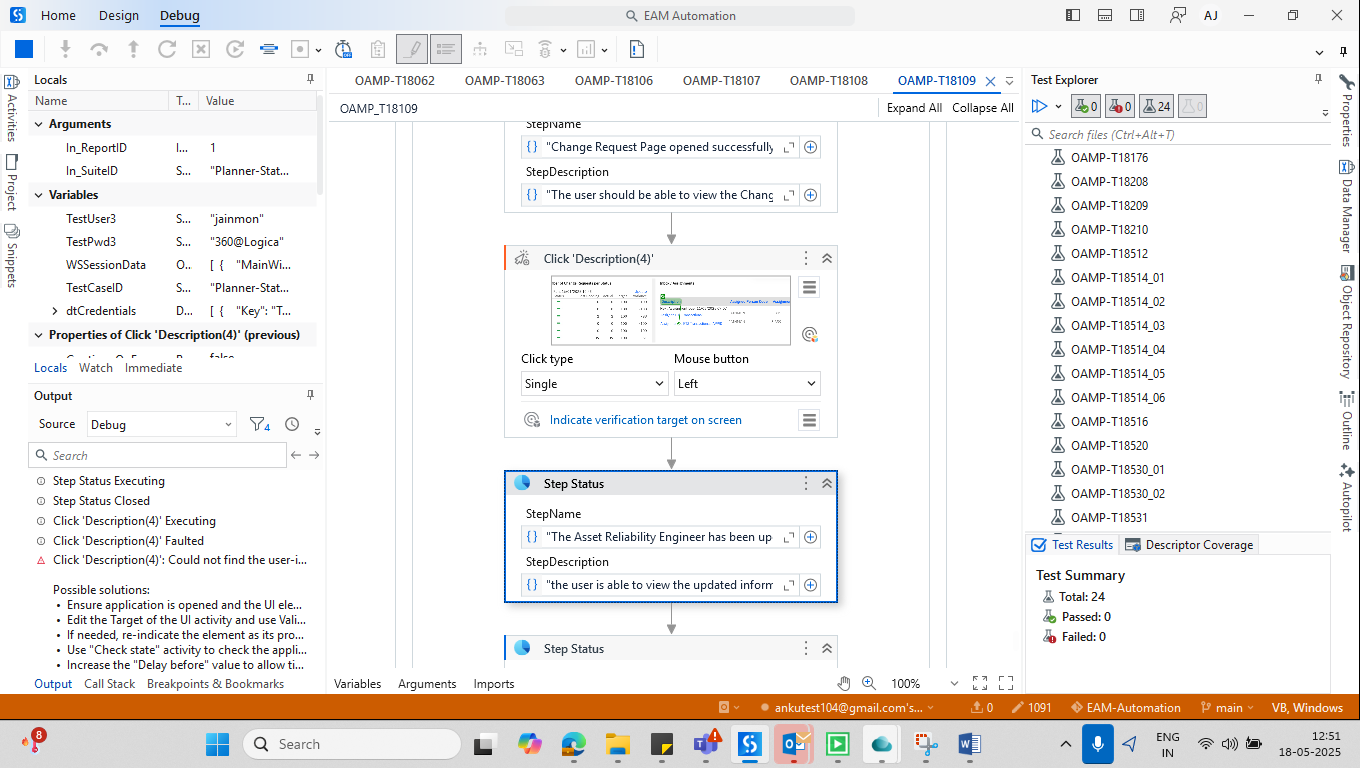 Home Design Debug
EAM Automation
AJ
OAMP-T18062 OAMP-T18063 OAMP-T18106 OAMP-T18107 OAMP-T18108 OAMP-T18109
OAMP_T18109
Expand All Collapse All
Activities
Project
Snippets
Locals
Name T... Value
Arguments
In_ReportID I... 1
In_SuiteID S... "Planner-Stat...
Variables
TestUser3 S... "jainmon"
TestPwd3 S... "360@Logica"
WSSessionData O... [ { "MainWi...
TestCaseID S... "Planner-Stat...
dtCredentials D... [ { "Key": "T...
Properties of Click 'Description(4)' (previous)
false
Locals Watch Immediate
Output
Source Debug
4
Search
Step Status Executing
Step Status Closed
Click 'Description(4)' Executing
Click 'Description(4)' Faulted
Click 'Description(4)': Could not find the user-i...
Possible solutions:
• Ensure application is opened and the UI ele...
• Edit the Target of the UI activity and use Vali...
• If needed, re-indicate the element as its pro...
• Use "Check state" activity to check the appli...
• Increase the "Delay before" value to allow ti...
Output Call Stack Breakpoints & Bookmarks
StepName
"Change Request Page opened successfully
StepDescription
"The user should be able to view the Chang
Click 'Description(4)'
Click type Mouse button
Single Left
Indicate verification target on screen
Step Status
StepName
"The Asset Reliability Engineer has been up
StepDescription
"the user is able to view the updated inform
Step Status
Variables Arguments Imports
100%
Test Explorer
0 0 24 0
Search files (Ctrl+Alt+T)
OAMP-T18176
OAMP-T18208
OAMP-T18209
OAMP-T18210
OAMP-T18512
OAMP-T18514_01
OAMP-T18514_02
OAMP-T18514_03
OAMP-T18514_04
OAMP-T18514_05
OAMP-T18514_06
OAMP-T18516
OAMP-T18520
OAMP-T18530_01
OAMP-T18530_02
OAMP-T18531
Test Results Descriptor Coverage
Test Summary
Total: 24
Passed: 0
Failed: 0
Properties
Data Manager
Object Repository
Outline
Autopilot
ankutest104@gmail.com's... 0 1091 EAM-Automation main VB, Windows
8
Search
ENG
IN
12:51
18-05-2025